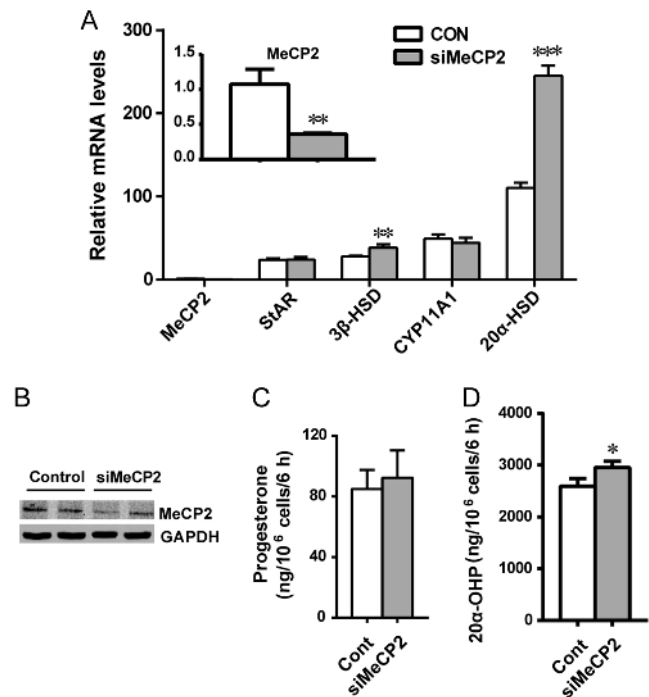 A
Relative mRNA levels
300
200
100
0
MeCP2
1.5
1.0
0.5
0.0
**
CON
siMeCP2
**
***
MeCP2
StAR
3β-HSD
CYP11A1
20α-HSD
B
Control siMeCP2
MeCP2
GAPDH
C
Progesterone
(ng/10⁶ cells/6 h)
120
80
40
0
Cont
siMeCP2
D
20α-OHP (ng/10⁶ cells/6 h)
4000
3000
2000
1000
0
*
Cont
siMeCP2